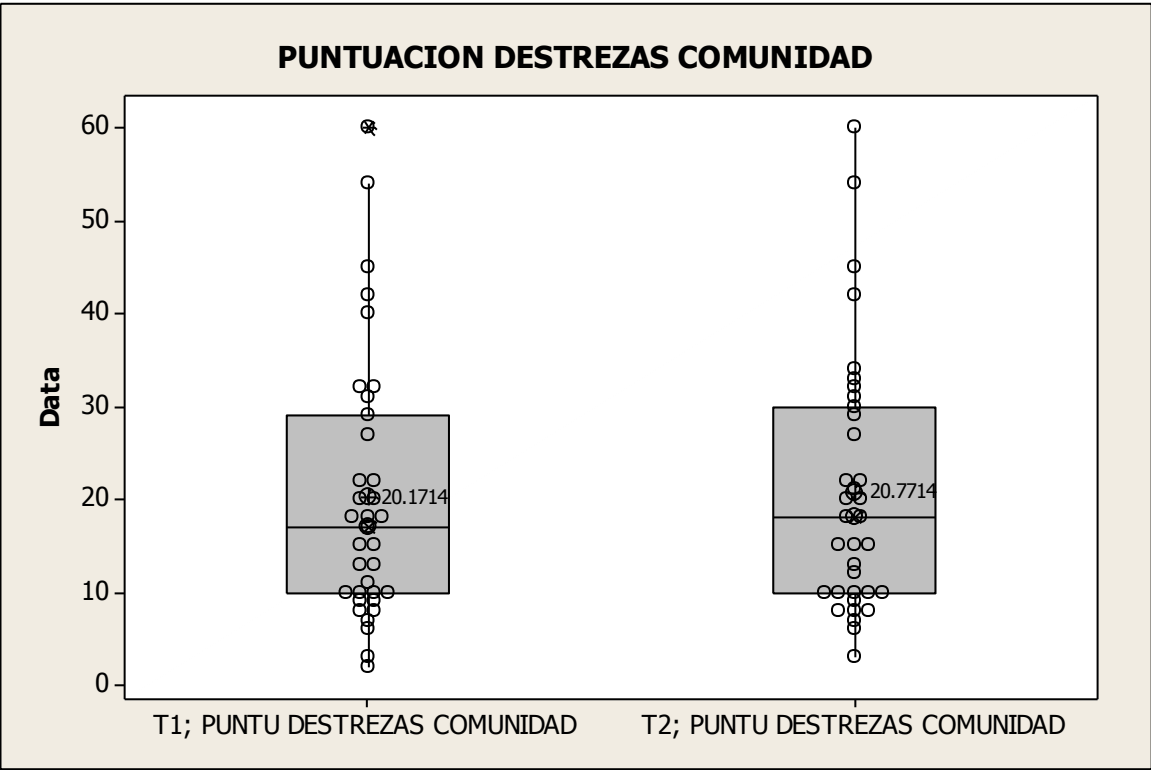 PUNTUACION DESTREZAS COMUNIDAD
60
50
40
30
20
10
0
Data
20.1714
20.7714
T1; PUNTU DESTREZAS COMUNIDAD
T2; PUNTU DESTREZAS COMUNIDAD